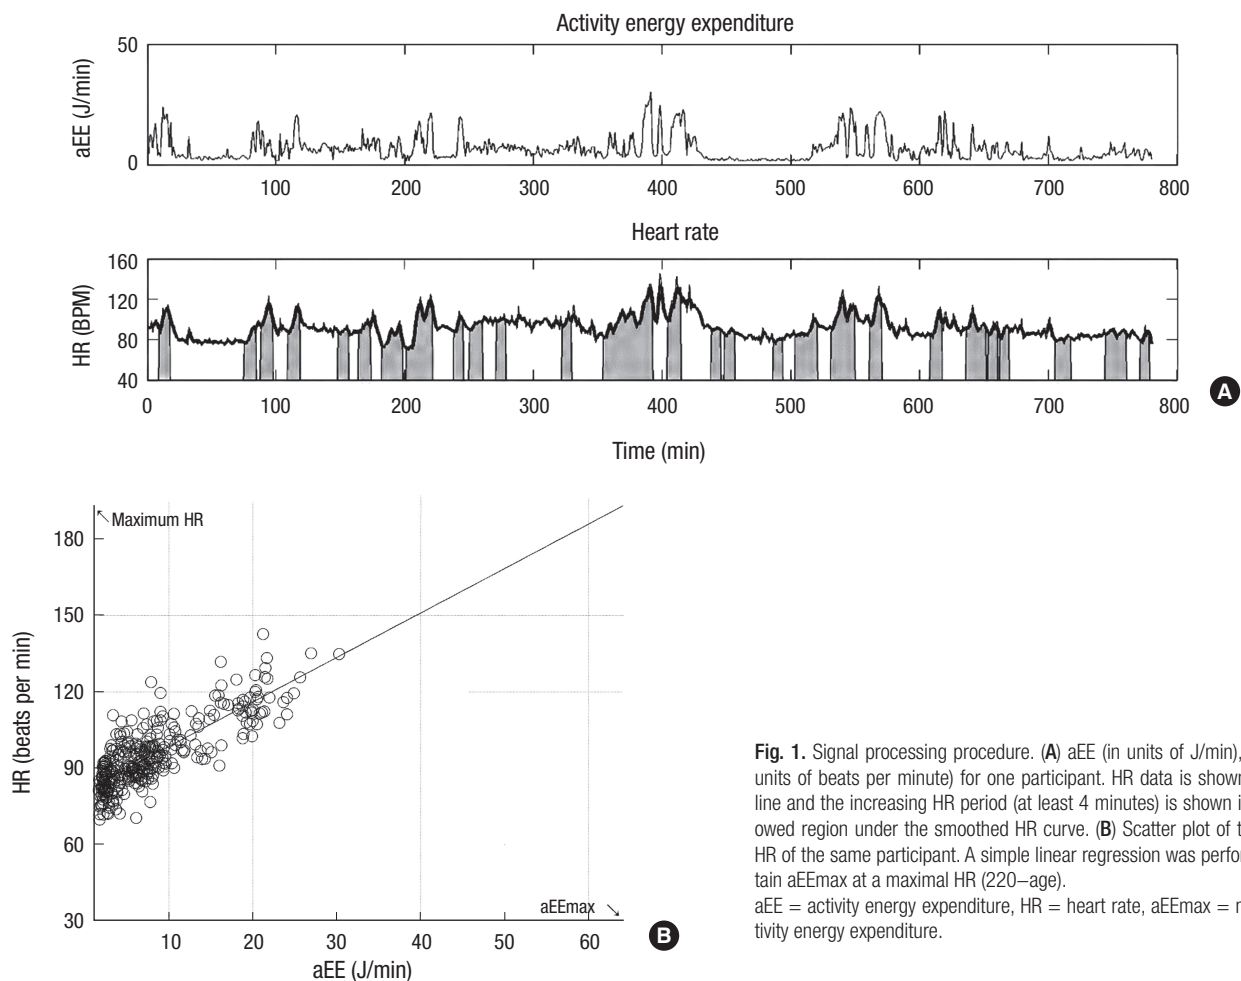 Activity energy expenditure
50
0
aEE (J/min)
100 200 300 400 500 600 700 800
Heart rate
160
120
80
40
HR (BPM)
0 100 200 300 400 500 600 700 800
Time (min)
A
Maximum HR
180
150
120
90
60
30
HR (beats per min)
aEEmax
10 20 30 40 50 60
aEE (J/min)
B
Fig. 1. Signal processing procedure. (A) aEE (in units of J/min),
units of beats per minute) for one participant. HR data is shown
line and the increasing HR period (at least 4 minutes) is shown i
owed region under the smoothed HR curve. (B) Scatter plot of t
HR of the same participant. A simple linear regression was perfor
tain aEEmax at a maximal HR (220–age).
aEE = activity energy expenditure, HR = heart rate, aEEmax = m
tivity energy expenditure.